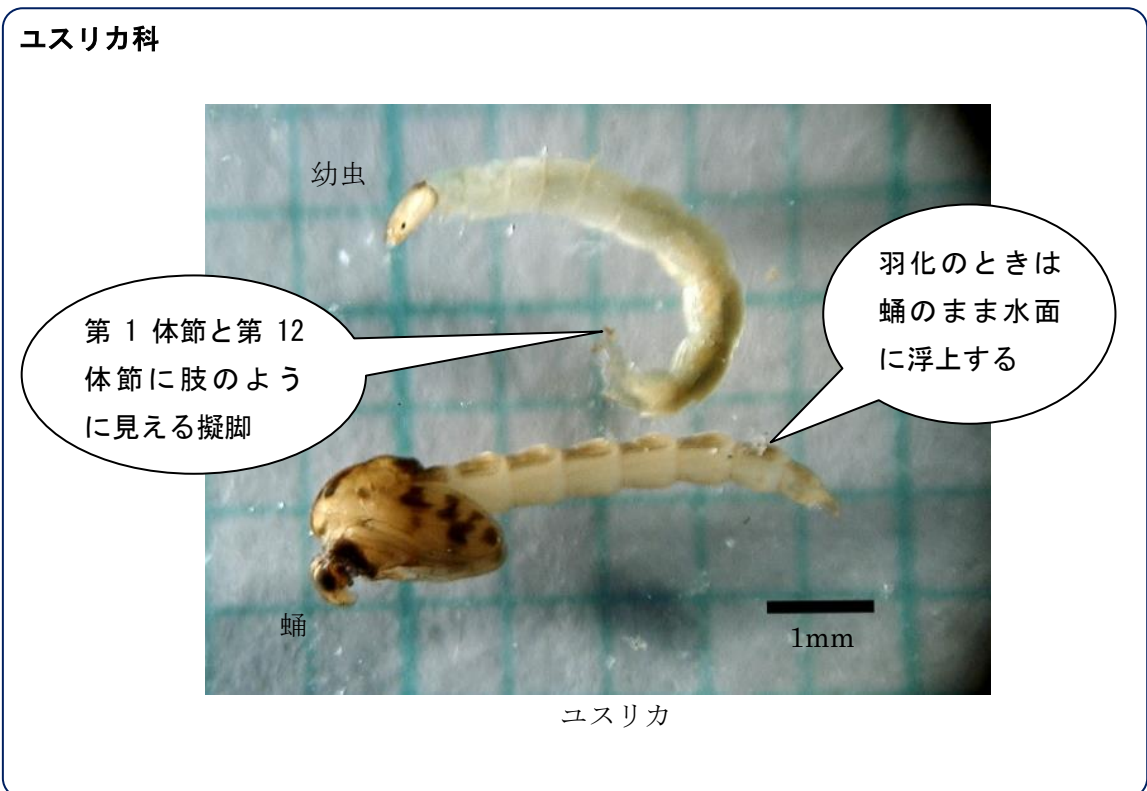 ユスリカ科
幼虫
第 1 体節と第 12
体節に肢のよう
に見える擬脚
羽化のときは
蛹のまま水面
に浮上する
蛹
1mm
ユスリカ